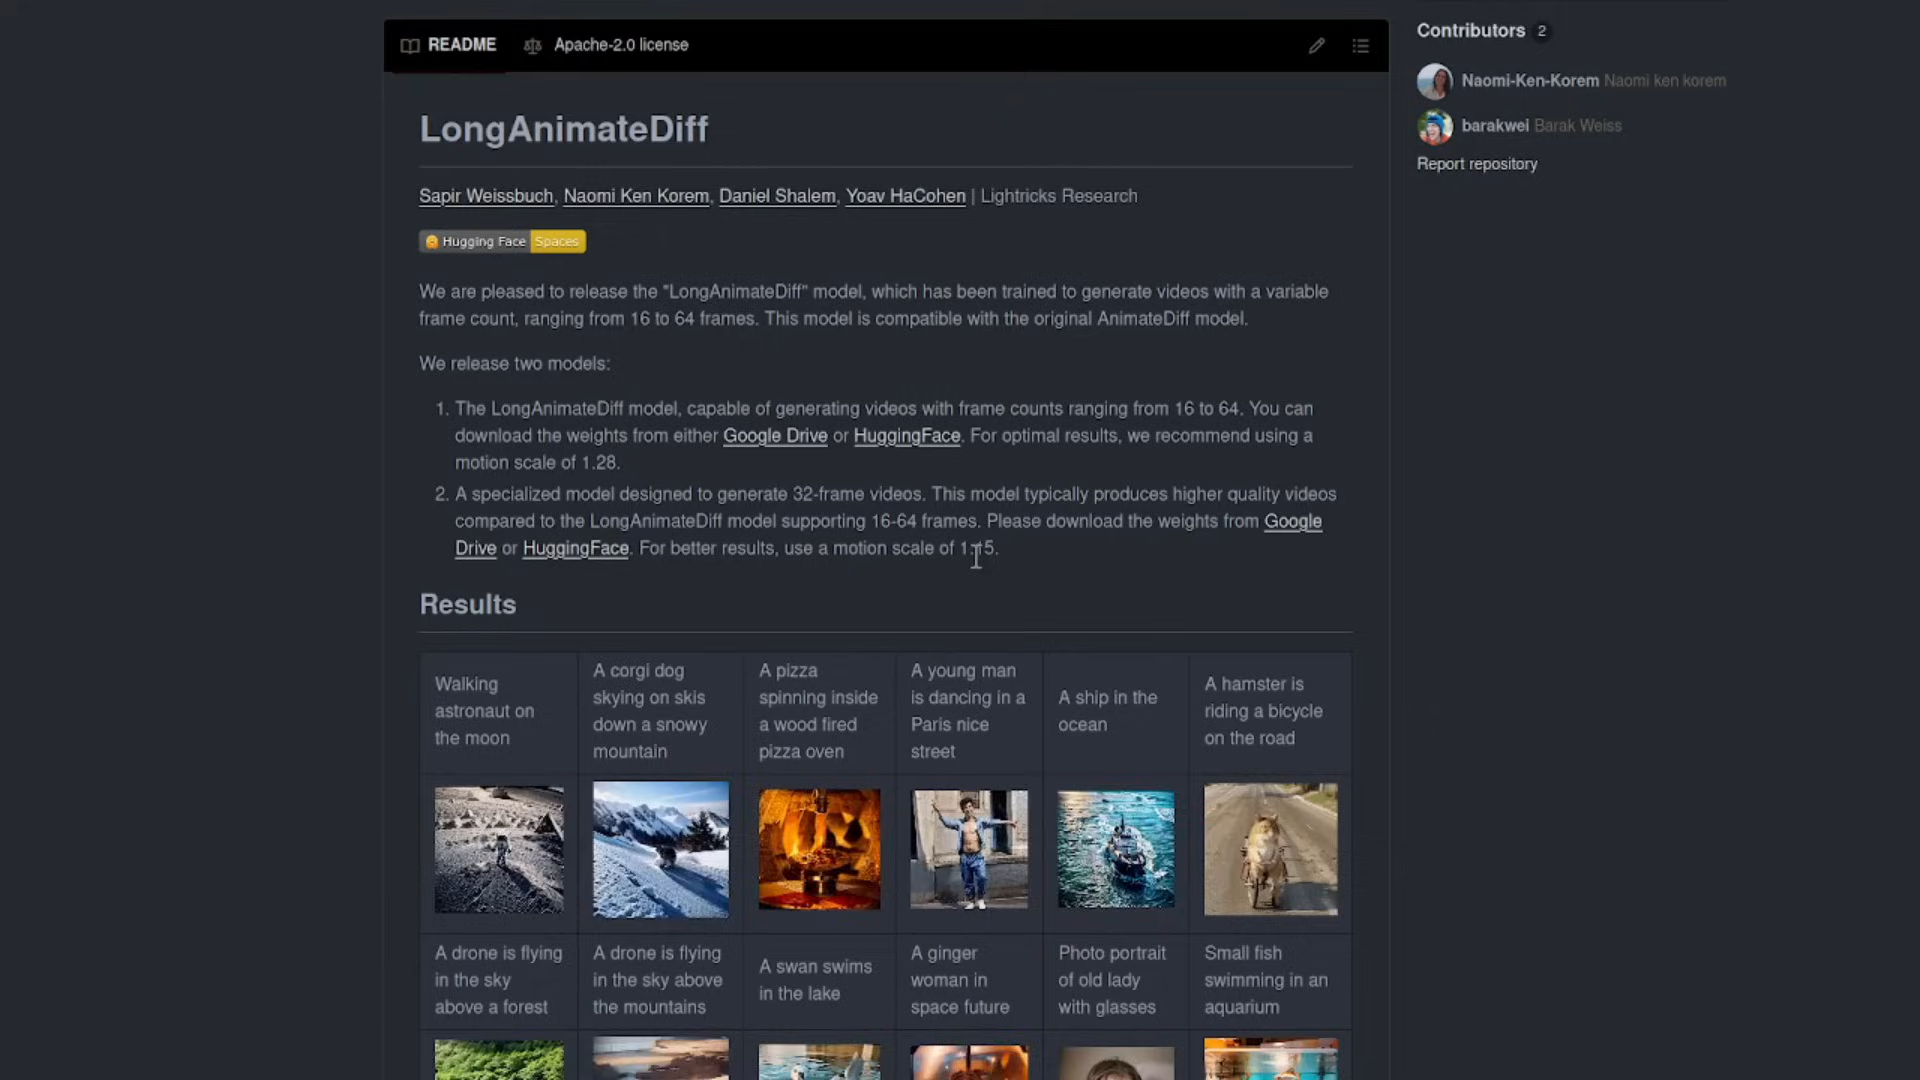 README Apache-2.0 license
LongAnimateDiff
Sapir Weissbuch, Naomi Ken Korem, Daniel Shalem, Yoav HaCohen | Lightricks Research
Hugging Face Spaces
We are pleased to release the "LongAnimateDiff" model, which has been trained to generate videos with a variable
frame count, ranging from 16 to 64 frames. This model is compatible with the original AnimateDiff model.
We release two models:
1. The LongAnimateDiff model, capable of generating videos with frame counts ranging from 16 to 64. You can
download the weights from either Google Drive or HuggingFace. For optimal results, we recommend using a
motion scale of 1.28.
2. A specialized model designed to generate 32-frame videos. This model typically produces higher quality videos
compared to the LongAnimateDiff model supporting 16-64 frames. Please download the weights from Google
Drive or HuggingFace. For better results, use a motion scale of 1.15.
Results
Walking
astronaut on
the moon
A corgi dog
skying on skis
down a snowy
mountain
A pizza
spinning inside
a wood fired
pizza oven
A young man
is dancing in a
Paris nice
street
A ship in the
ocean
A hamster is
riding a bicycle
on the road
A drone is flying
in the sky
above a forest
A drone is flying
in the sky above
the mountains
A swan swims
in the lake
A ginger
woman in
space future
Photo portrait
of old lady
with glasses
Small fish
swimming in an
aquarium
Contributors 2
Naomi-Ken-Korem Naomi ken korem
barakwei Barak Weiss
Report repository